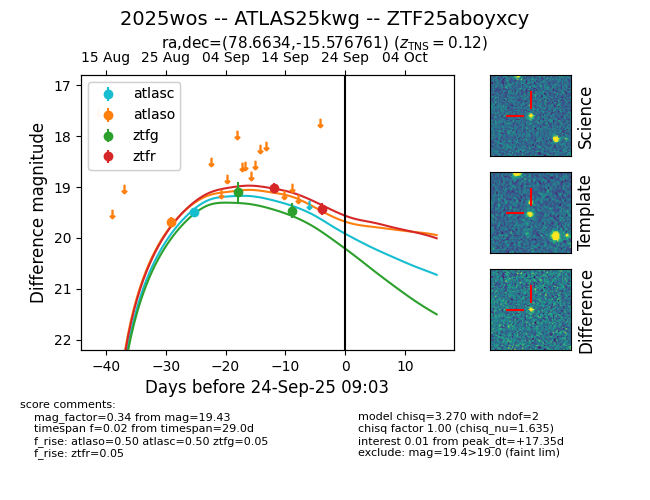 2025wos -- ATLAS25kwg -- ZTF25aboyxcy
ra,dec=(78.6634,-15.576761) (z_TNS = 0.12)
15 Aug 25 Aug 04 Sep 14 Sep 24 Sep 04 Oct
atlasc
atlaso
ztfg
ztfr
17
18
19
20
21
22
Difference magnitude
−40 −30 −20 −10 0 10
Days before 24-Sep-25 09:03
Science
Template
Difference
score comments:
mag_factor=0.34 from mag=19.43
timespan f=0.02 from timespan=29.0d
f_rise: atlaso=0.50 atlasc=0.50 ztfg=0.05
f_rise: ztfr=0.05
model chisq=3.270 with ndof=2
chisq factor 1.00 (chisq_nu=1.635)
interest 0.01 from peak_dt=+17.35d
exclude: mag=19.4>19.0 (faint lim)